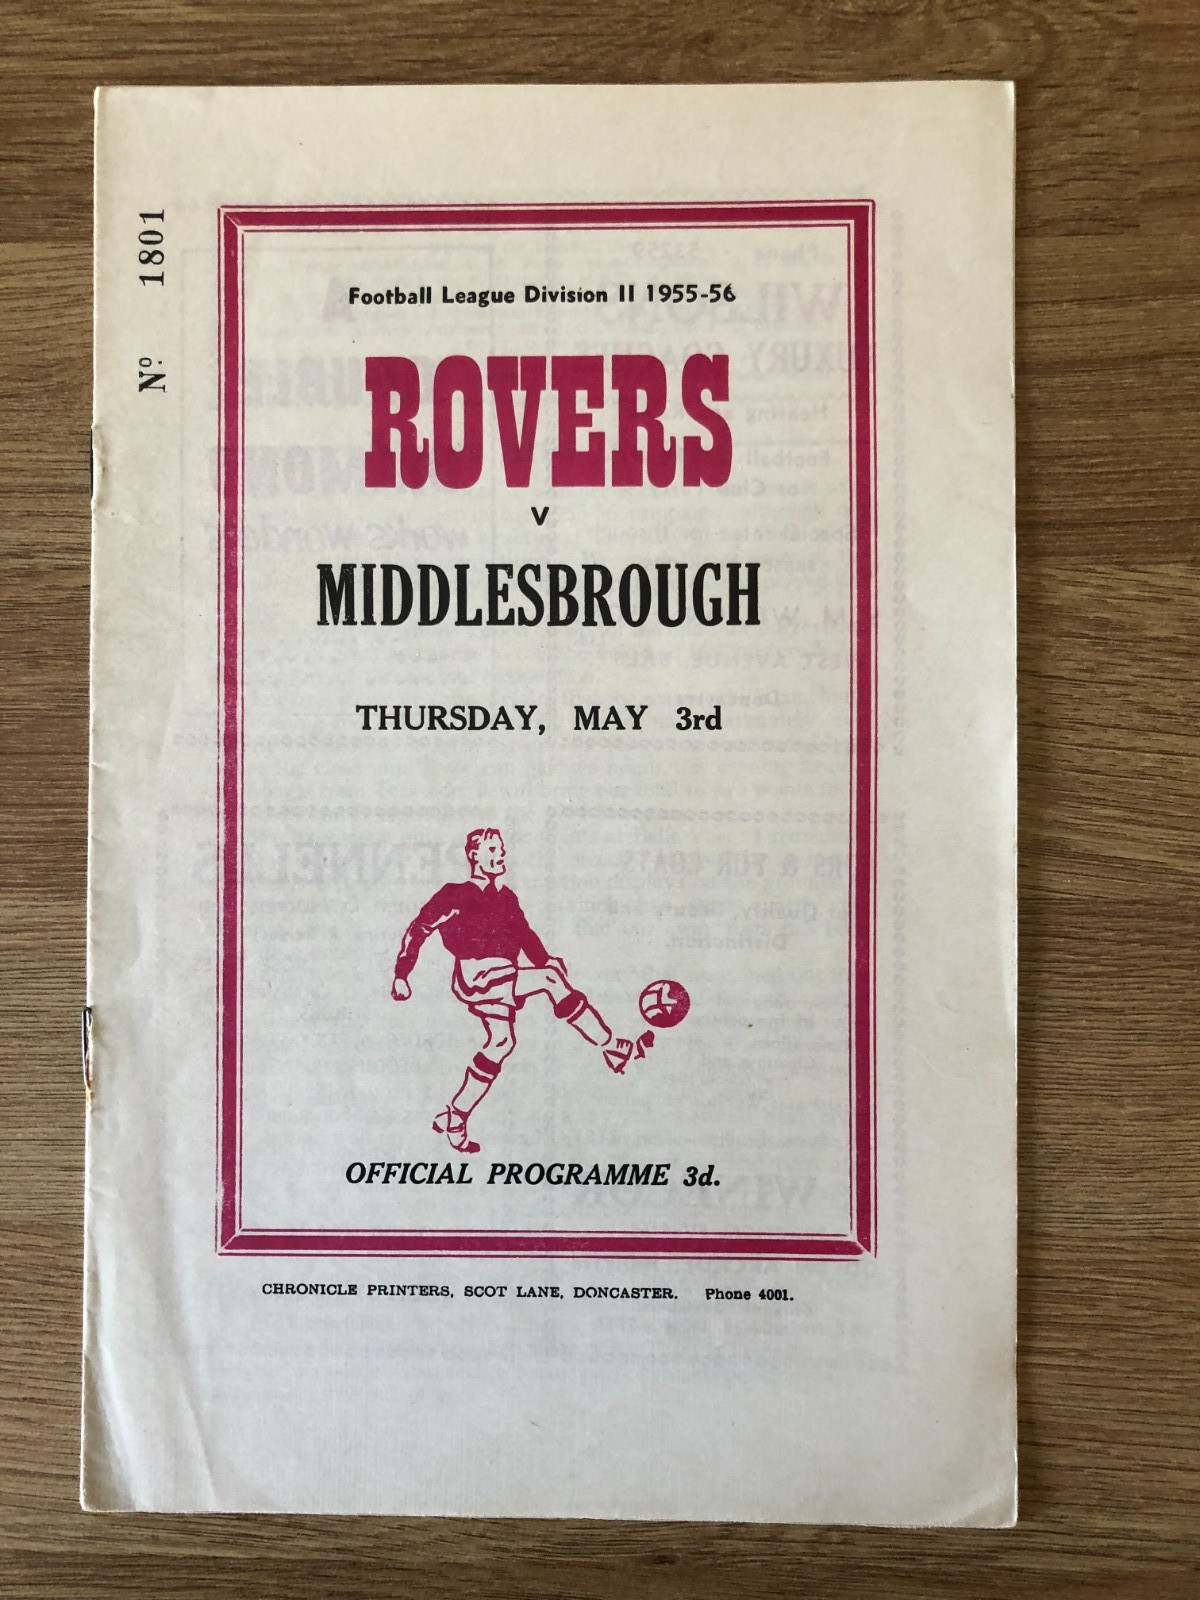 Nº 1801
Football League Division II 1955-56
ROVERS
v
MIDDLESBROUGH
THURSDAY, MAY 3rd
OFFICIAL PROGRAMME 3d.
CHRONICLE PRINTERS, SCOT LANE, DONCASTER. Phone 4001.